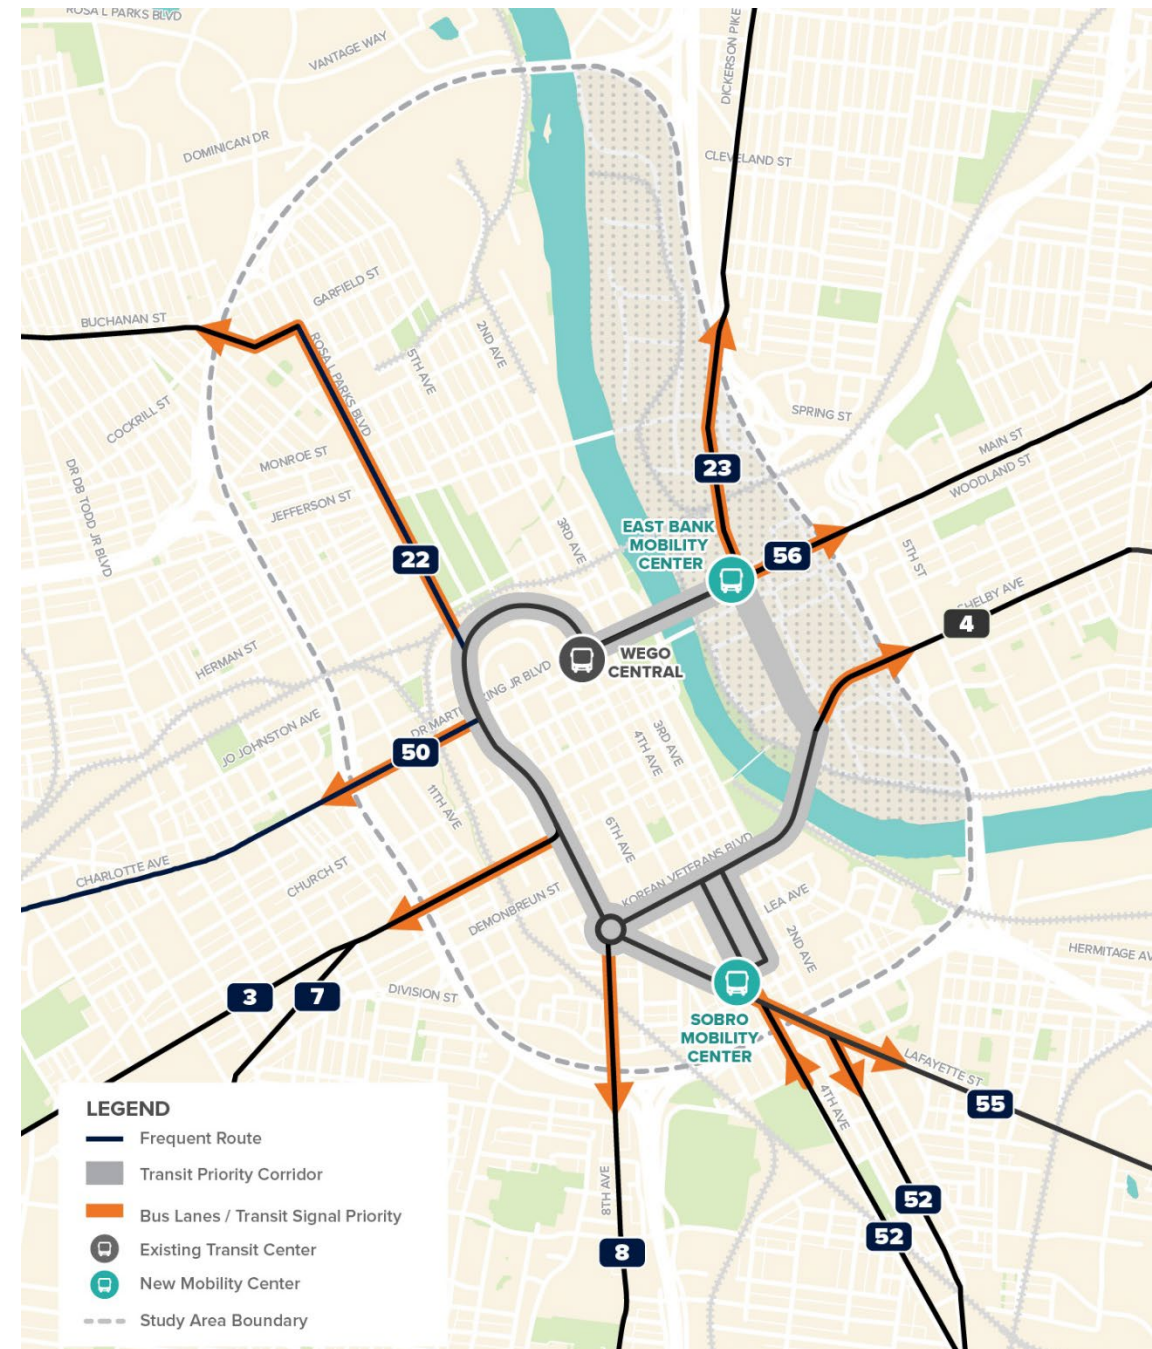 ROSA L PARKS BLVD
VANTAGE WAY
DICKERSON PIKE
DOMINICAN DR
CLEVELAND ST
GARFIELD ST
BUCHANAN ST
ROSA L PARKS BLVD
2ND AVE
5TH AVE
COCKRILL ST
SPRING ST
MONROE ST
MAIN ST
WOODLAND ST
23
JEFFERSON ST
DR DB TODD JR BLVD
3RD AVE
EAST BANK
MOBILITY
CENTER
22
56
5TH ST
SHELBY AVE
4
HERMAN ST
WEGO
CENTRAL
DR MARTIN KING JR BLVD
JO JOHNSTON AVE
50
3RD AVE
4TH AVE
11TH AVE
6TH AVE
CHARLOTTE AVE
CHURCH ST
KOREAN VETERANS BLVD
DEMONBREUN ST
LEA AVE
2ND AVE
HERMITAGE AV
3
7
DIVISION ST
SOBRO
MOBILITY
CENTER
LAFAYETTE ST
4TH AVE
55
8TH AVE
52
52
8
LEGEND
Frequent Route
Transit Priority Corridor
Bus Lanes / Transit Signal Priority
Existing Transit Center
New Mobility Center
Study Area Boundary